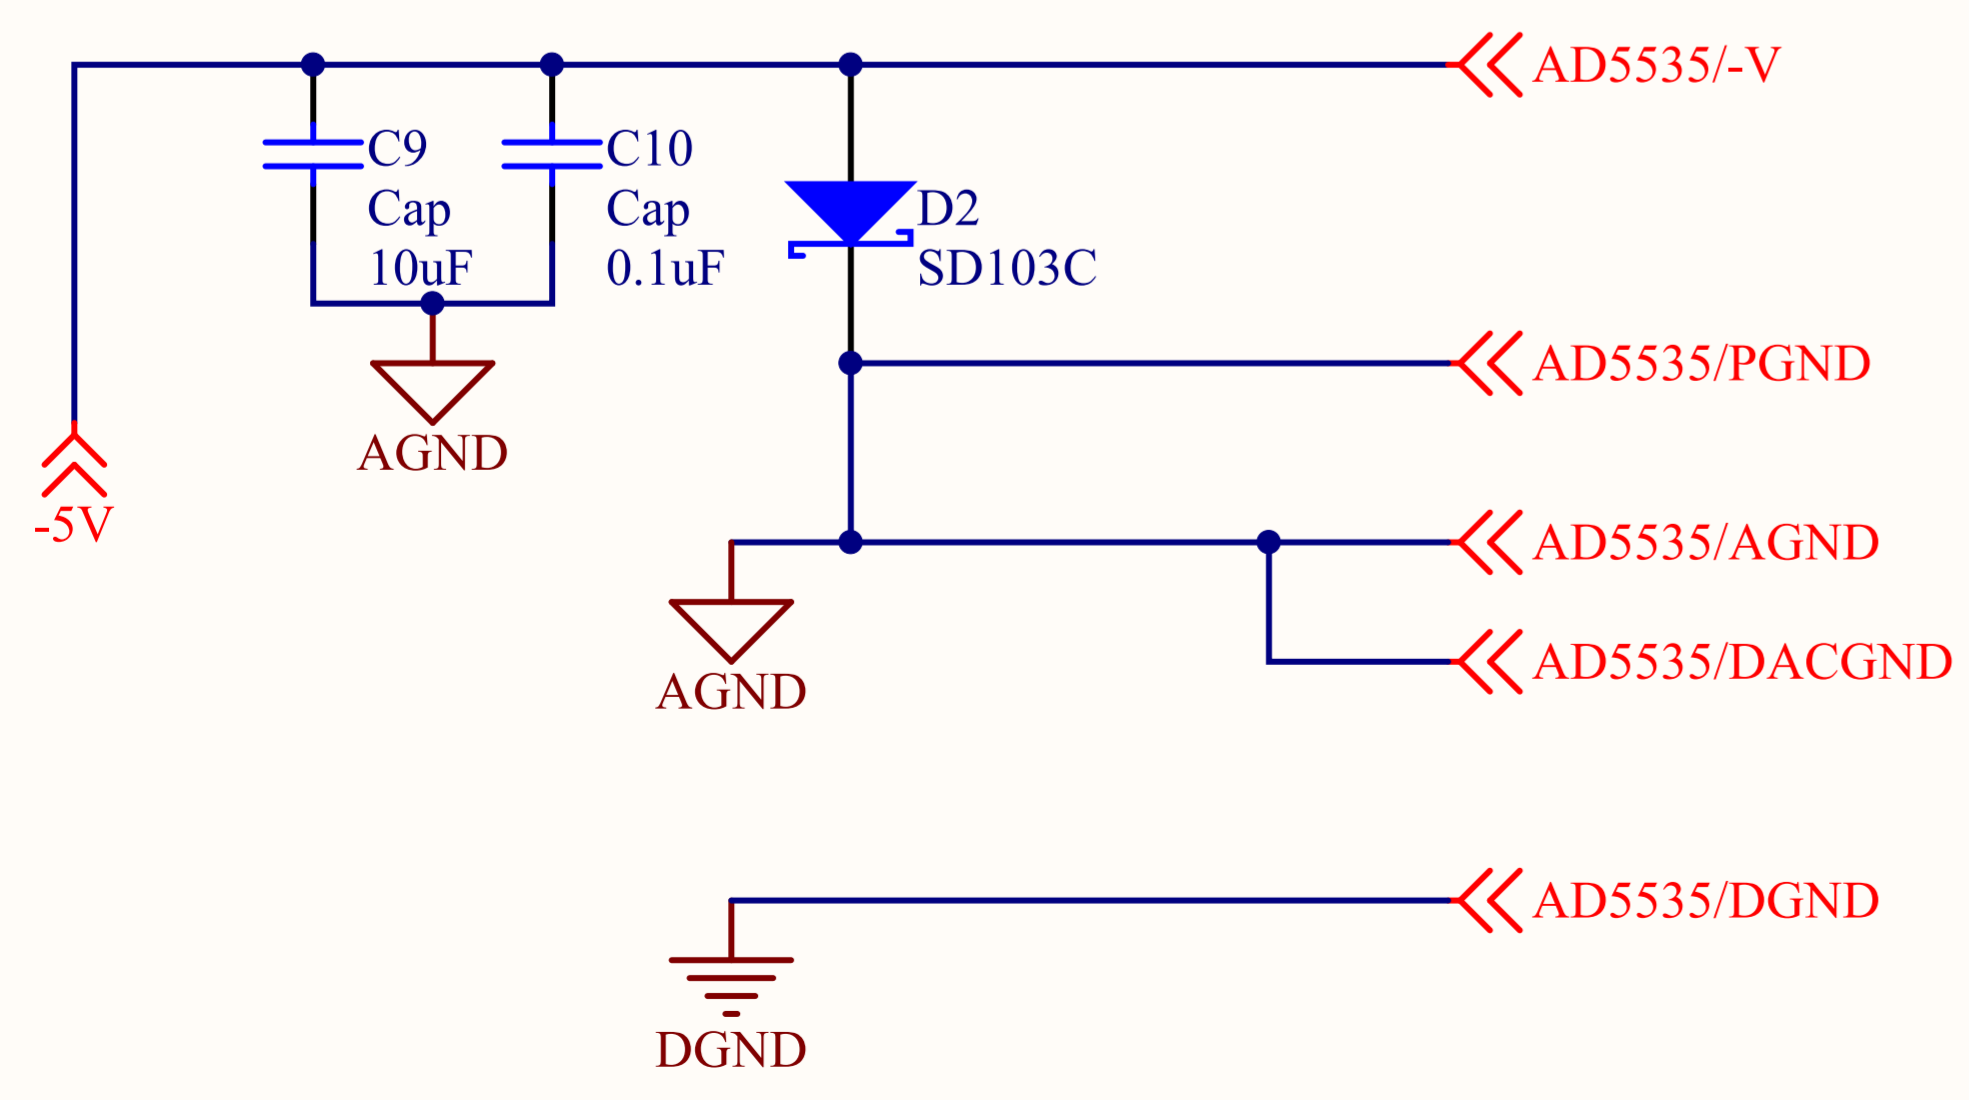 AD5535/-V
C9
Cap
10uF
C10
Cap
0.1uF
D2
SD103C
AD5535/PGND
AGND
-5V
AD5535/AGND
AD5535/DACGND
AGND
AD5535/DGND
DGND